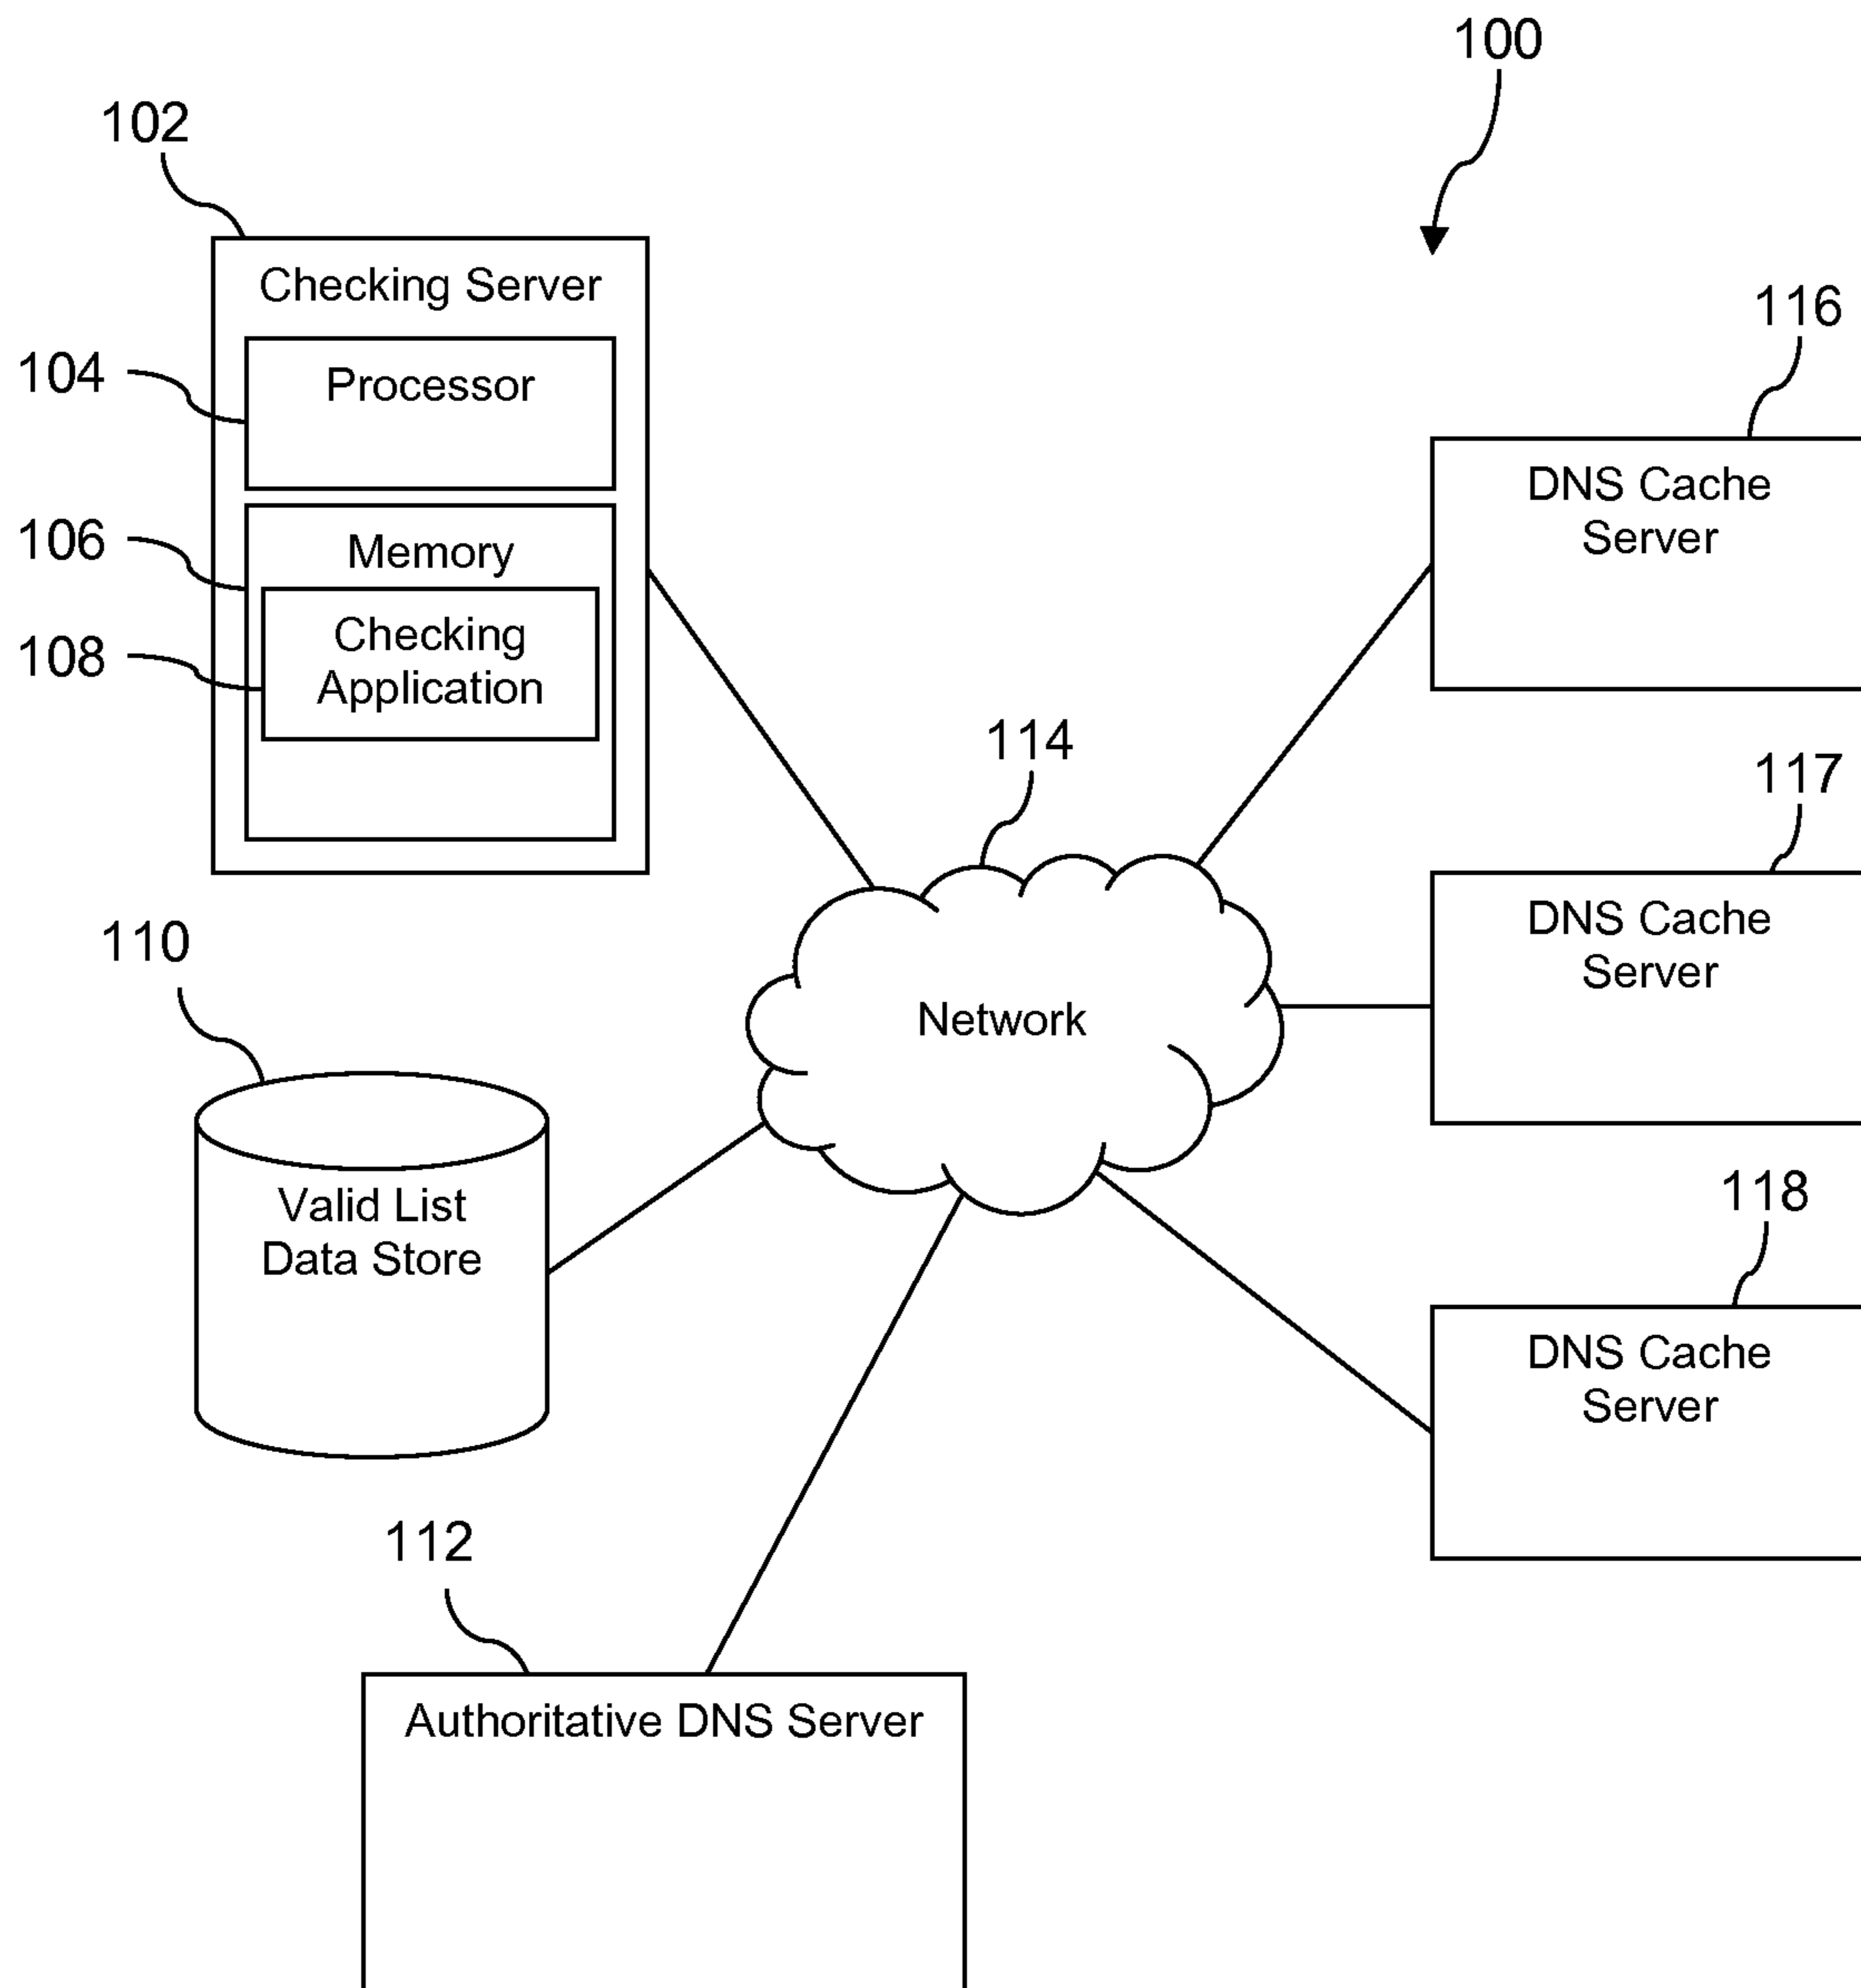 100
102
Checking Server
116
104
Processor
DNS Cache
Server
106
Memory
108
Checking
Application
114
117
110
DNS Cache
Server
Network
118
Valid List
Data Store
DNS Cache
Server
112
Authoritative DNS Server